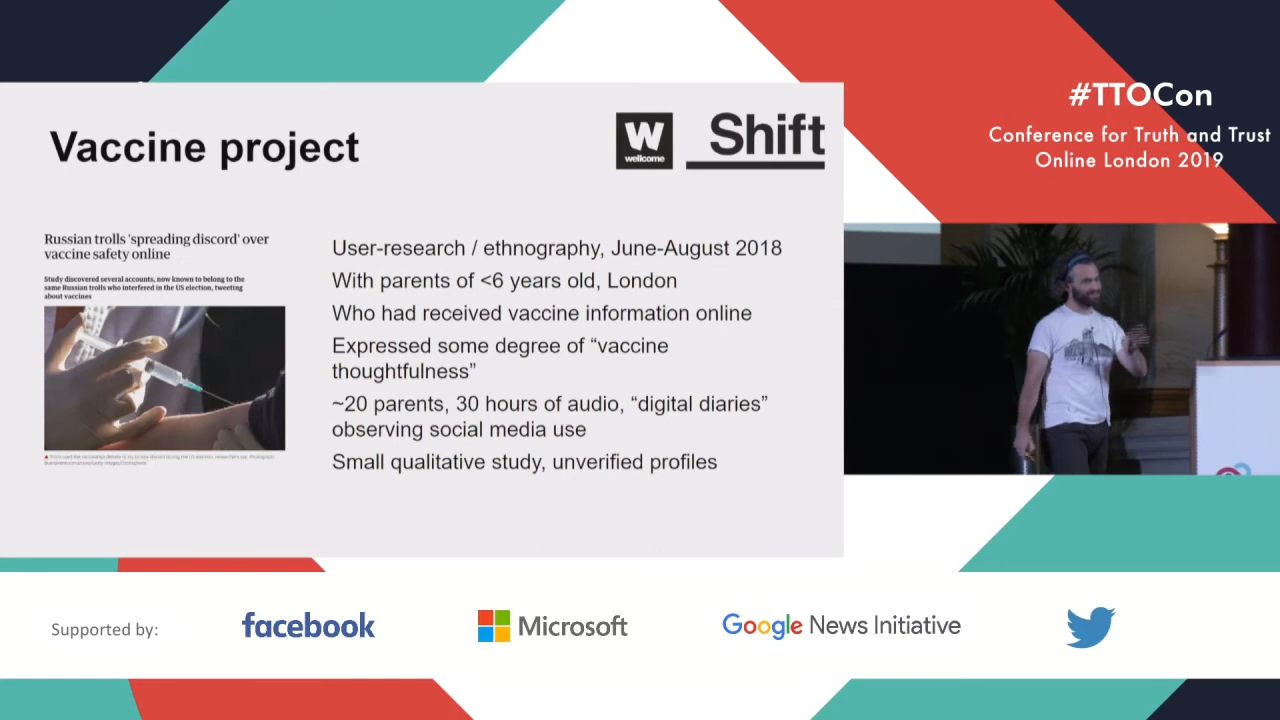 #TTOCon
Conference for Truth and Trust
Online London 2019
Vaccine project
W
wellcome
Shift
Russian trolls 'spreading discord' over
vaccine safety online
Study discovered several accounts, now known to belong to the
same Russian trolls who interfered in the US election, tweeting
about vaccines
User-research / ethnography, June-August 2018
With parents of <6 years old, London
Who had received vaccine information online
Expressed some degree of “vaccine
thoughtfulness”
~20 parents, 30 hours of audio, “digital diaries”
observing social media use
Small qualitative study, unverified profiles
Supported by:
facebook
Microsoft
Google News Initiative